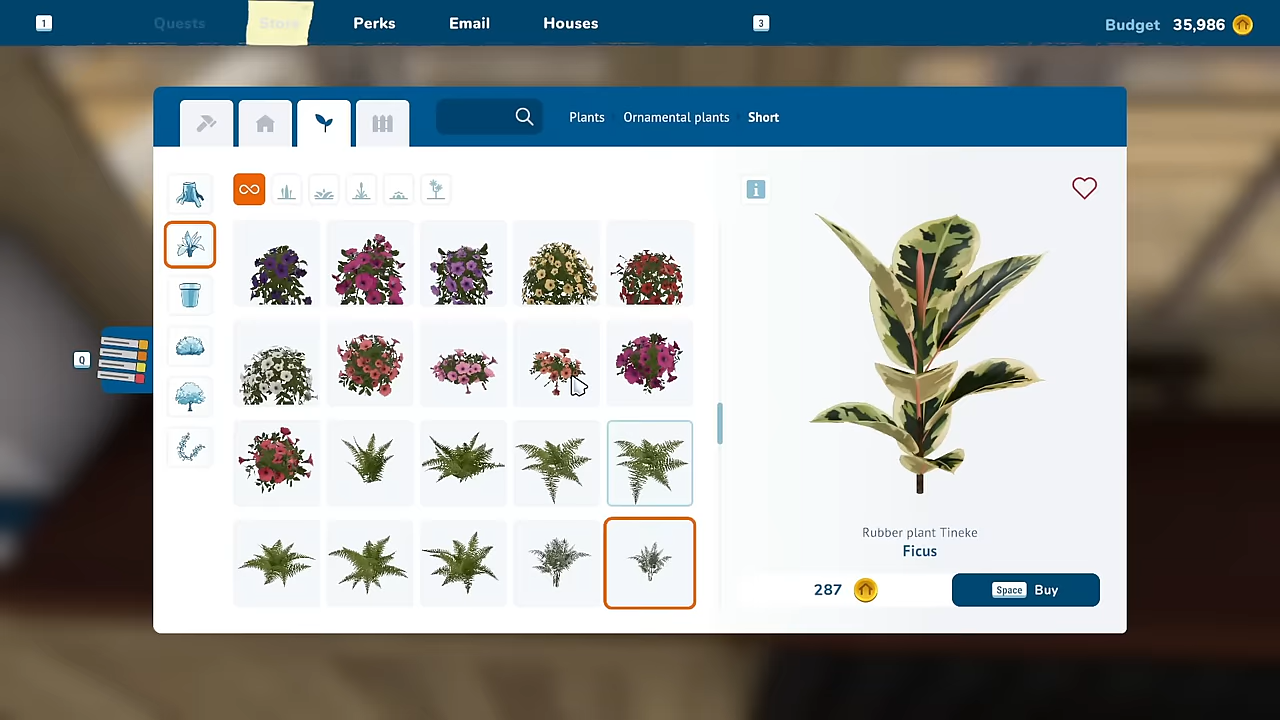 1 Quests Store Perks Email Houses 3 Budget 35,986
Plants Ornamental plants Short
Q
Rubber plant Tineke
Ficus
287 Space Buy